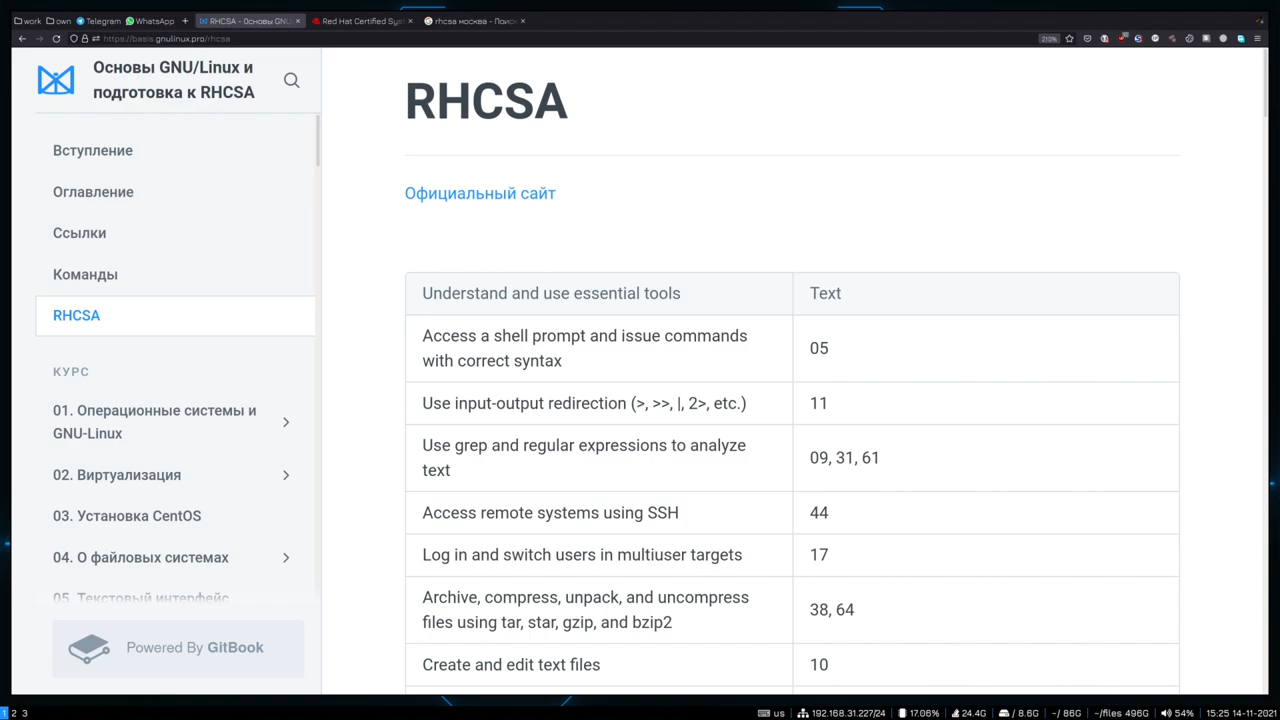 work own Telegram WhatsApp + RHCSA - Основы GNU × Red Hat Certified Sys × rhcsa москва - Поис ×
https://basis.gnulinux.pro/rhcsa 210%
Основы GNU/Linux и
подготовка к RHCSA
Вступление
Оглавление
Ссылки
Команды
RHCSA
КУРС
01. Операционные системы и
GNU-Linux
02. Виртуализация
03. Установка CentOS
04. О файловых системах
05. Текстовый интерфейс
Powered By GitBook
RHCSA
Официальный сайт
Understand and use essential tools Text
Access a shell prompt and issue commands
with correct syntax
05
Use input-output redirection (>, >>, |, 2>, etc.) 11
Use grep and regular expressions to analyze
text
09, 31, 61
Access remote systems using SSH 44
Log in and switch users in multiuser targets 17
Archive, compress, unpack, and uncompress
files using tar, star, gzip, and bzip2
38, 64
Create and edit text files 10
1 2 3 us 192.168.31.227/24 17.06% 24.4G / 8.6G ~/ 86G ~/files 496G 54% 15:25 14-11-2021